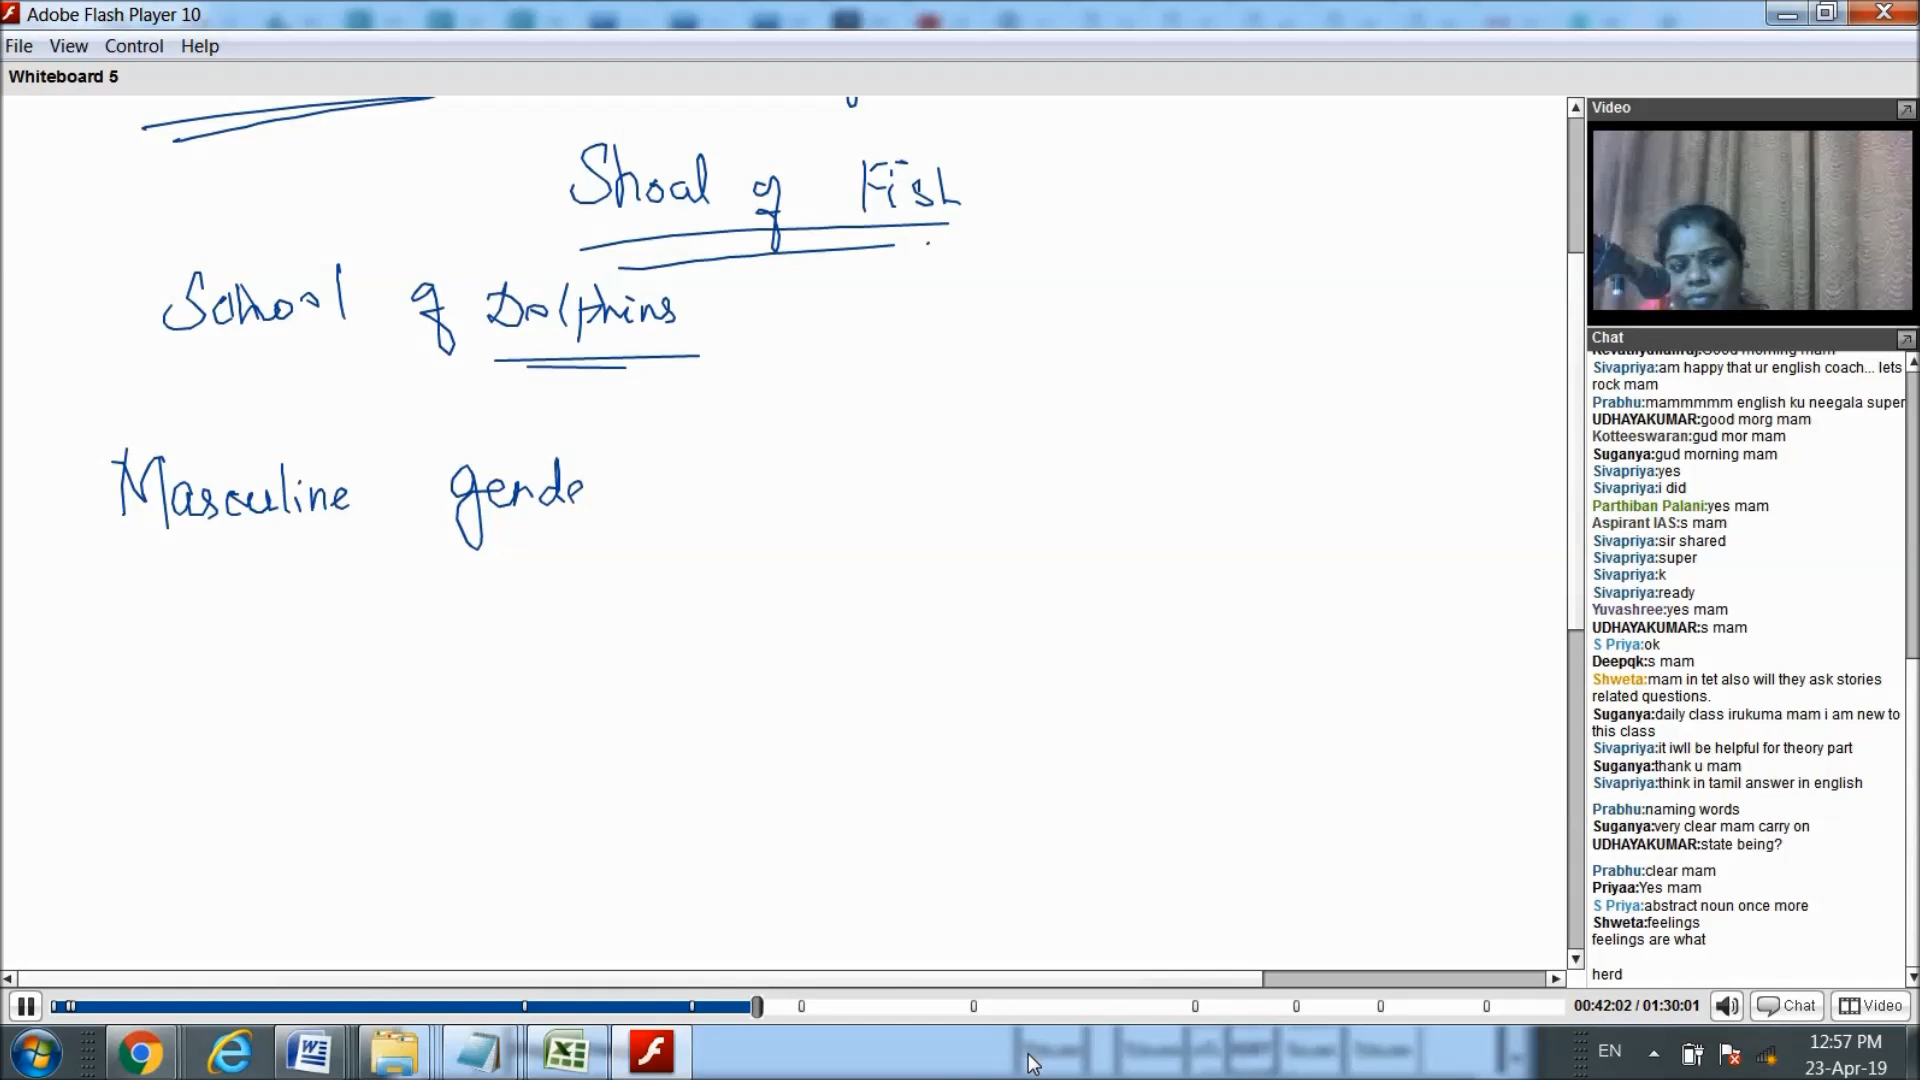 Adobe Flash Player 10
File View Control Help
Whiteboard 5
Shoal of Fish
School of Dolphins
Masculine gende
Video
Chat
Sivapriya:am happy that ur english coach... lets
rock mam
Prabhu:mammmmm english ku neegala super
UDHAYAKUMAR:good morg mam
Kotteeswaran:gud mor mam
Suganya:gud morning mam
Sivapriya:yes
Sivapriya:i did
Parthiban Palani:yes mam
Aspirant IAS:s mam
Sivapriya:sir shared
Sivapriya:super
Sivapriya:k
Sivapriya:ready
Yuvashree:yes mam
UDHAYAKUMAR:s mam
S Priya:ok
Deepqk:s mam
Shweta:mam in tet also will they ask stories
related questions.
Suganya:daily class irukuma mam i am new to
this class
Sivapriya:it iwll be helpful for theory part
Suganya:thank u mam
Sivapriya:think in tamil answer in english
Prabhu:naming words
Suganya:very clear mam carry on
UDHAYAKUMAR:state being?
Prabhu:clear mam
Priyaa:Yes mam
S Priya:abstract noun once more
Shweta:feelings
feelings are what
herd
00:42:02 / 01:30:01 Chat Video
EN 12:57 PM
23-Apr-19